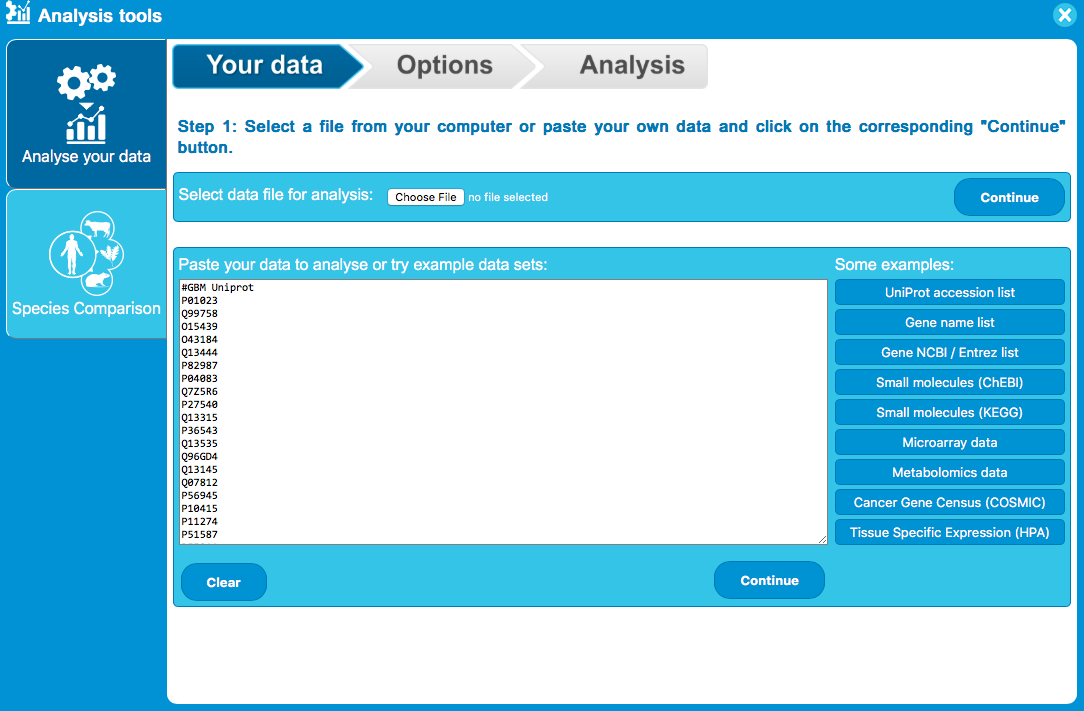 Analysis tools
Analyse your data
Species Comparison
Your data
Options
Analysis
Step 1: Select a file from your computer or paste your own data and click on the corresponding "Continue"
button.
Select data file for analysis:
Choose File
no file selected
Continue
Paste your data to analyse or try example data sets:
#GBM Uniprot
P01023
Q99758
O15439
O43184
Q13444
P82987
P04083
Q7Z5R6
P27540
Q13315
P36543
Q13535
Q96GD4
Q13145
Q07812
P56945
P10415
P11274
P51587
Clear
Continue
Some examples:
UniProt accession list
Gene name list
Gene NCBI / Entrez list
Small molecules (ChEBI)
Small molecules (KEGG)
Microarray data
Metabolomics data
Cancer Gene Census (COSMIC)
Tissue Specific Expression (HPA)